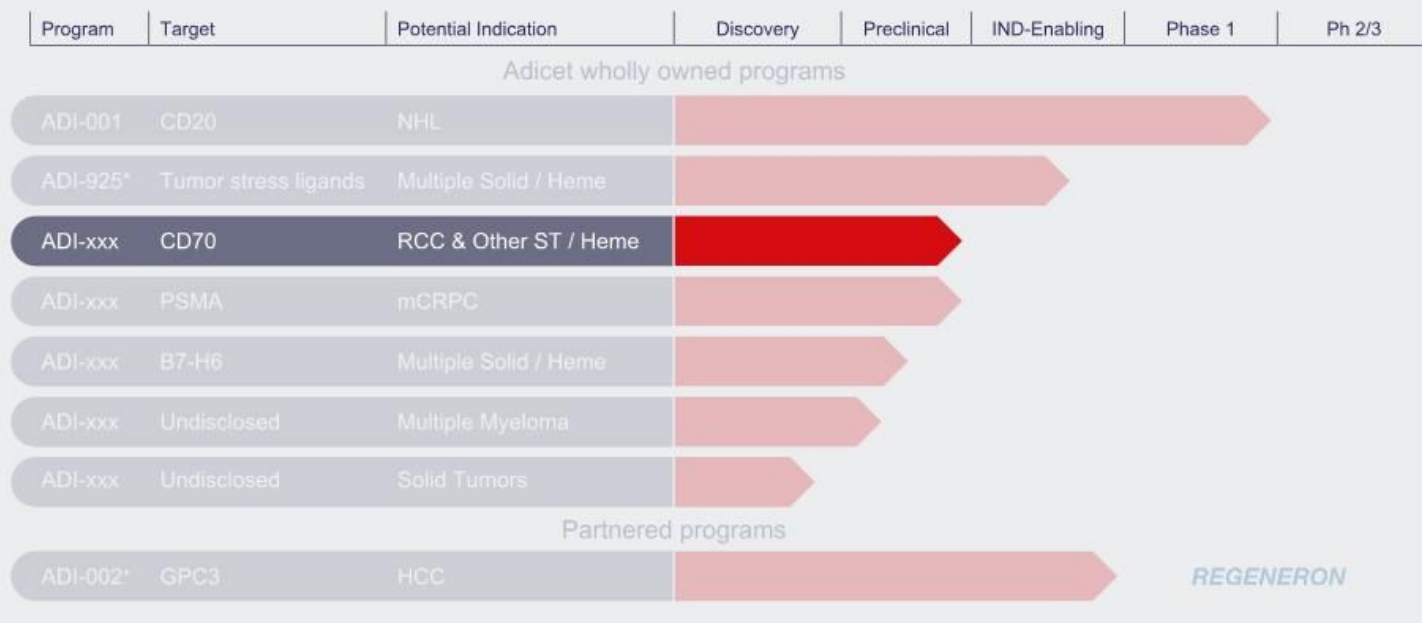 Program Target Potential Indication Discovery Preclinical IND-Enabling Phase 1 Ph 2/3
Adicet wholly owned programs
ADI-001 CD20 NHL
ADI-925* Tumor stress ligands Multiple Solid / Heme
ADI-xxx CD70 RCC & Other ST / Heme
ADI-xxx PSMA mCRPC
ADI-xxx B7-H6 Multiple Solid / Heme
ADI-xxx Undisclosed Multiple Myeloma
ADI-xxx Undisclosed Solid Tumors
Partnered programs
ADI-002⁺ GPC3 HCC REGENERON